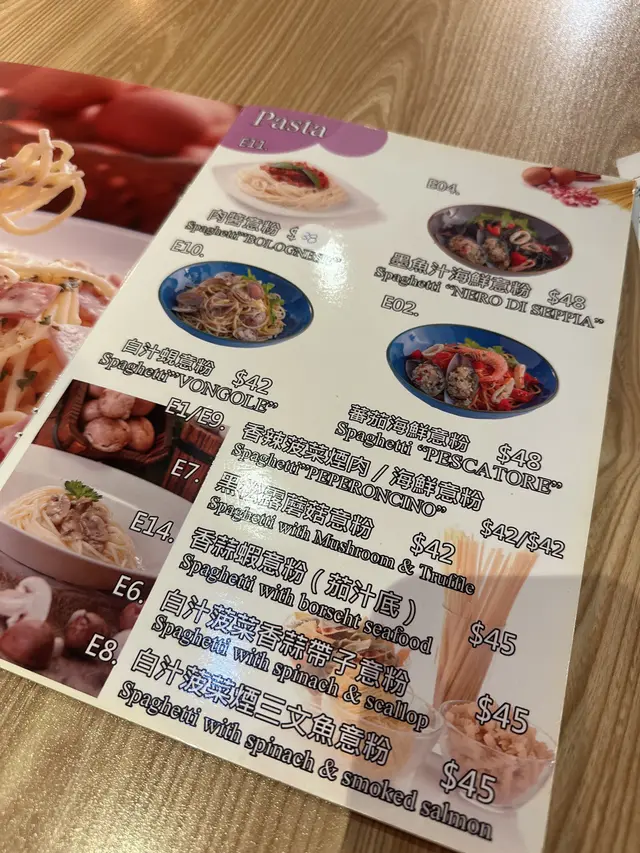 Pasta
E11.
肉醬意粉 $
Spaghetti"BOLOGNESE"
E04.
墨魚汁海鮮意粉 $48
Spaghetti "NERO DI SEPPIA"
E10.
白汁蜆意粉 $42
Spaghetti"VONGOLE"
E02.
蕃茄海鮮意粉 $48
Spaghetti "PESCATORE"
E1/E9.
香辣菠菜煙肉 / 海鮮意粉 $42/$42
Spaghetti"PEPERONCINO"
E7.
黑松露蘑菇意粉 $42
Spaghetti with Mushroom & Truffle
E14.
香蒜蝦意粉 ( 茄汁底 ) $45
Spaghetti with borscht seafood
E6.
白汁菠菜香蒜帶子意粉 $45
Spaghetti with spinach & scallop
E8.
白汁菠菜煙三文魚意粉 $45
Spaghetti with spinach & smoked salmon